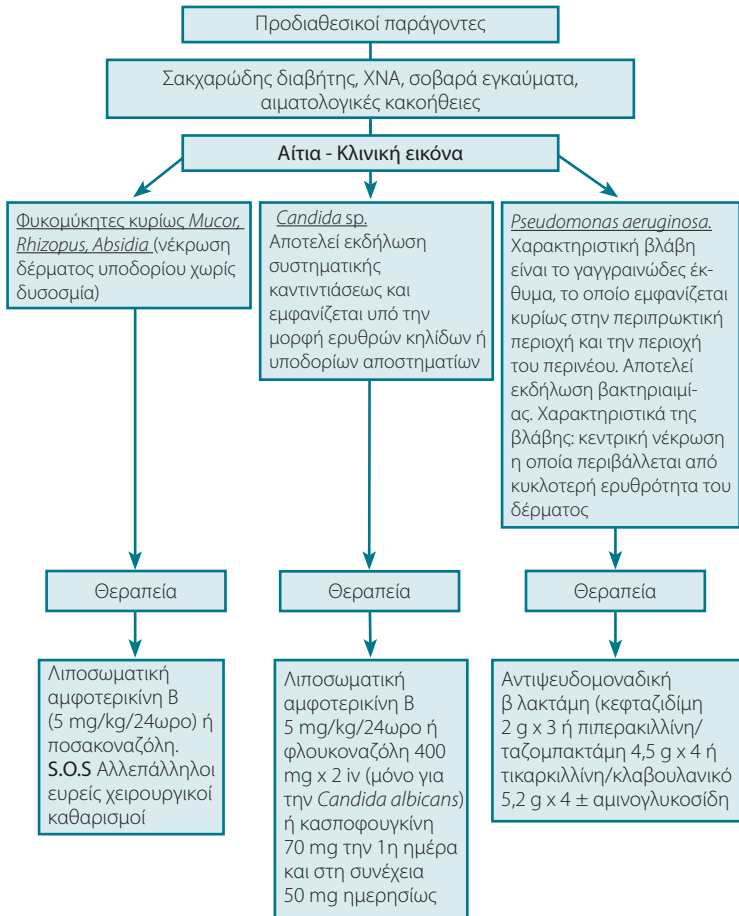 Προδιαθεσικοί παράγοντες
Σακχαρώδης διαβήτης, ΧΝΑ, σοβαρά εγκαύματα,
αιματολογικές κακοήθειες
Αίτια - Κλινική εικόνα
Φυκομύκητες κυρίως Mucor,
Rhizopus, Absidia (νέκρωση
δέρματος υποδορίου χωρίς
δυσοσμία)
Candida sp.
Αποτελεί εκδήλωση
συστηματικής
καντιντιάσεως και
εμφανίζεται υπό την
μορφή ερυθρών κηλίδων ή
υποδορίων αποστηματίων
Pseudomonas aeruginosa.
Χαρακτηριστική βλάβη
είναι το γαγγραινώδες έκ-
θυμα, το οποίο εμφανίζεται
κυρίως στην περιπρωκτική
περιοχή και την περιοχή
του περινέου. Αποτελεί
εκδήλωση βακτηριαιμί-
ας. Χαρακτηριστικά της
βλάβης: κεντρική νέκρωση
η οποία περιβάλλεται από
κυκλοτερή ερυθρότητα του
δέρματος
Θεραπεία
Θεραπεία
Θεραπεία
Λιποσωματική
αμφοτερικίνη Β
(5 mg/kg/24ωρο) ή
ποσακοναζόλη.
S.O.S Αλλεπάλληλοι
ευρείς χειρουργικοί
καθαρισμοί
Λιποσωματική
αμφοτερικίνη Β
5 mg/kg/24ωρο ή
φλουκοναζόλη 400
mg x 2 iv (μόνο για
την Candida albicans)
ή κασποφουγκίνη
70 mg την 1η ημέρα
και στη συνέχεια
50 mg ημερησίως
Αντιψευδομοναδική
β λακτάμη (κεφταζιδίμη
2 g x 3 ή πιπερακιλλίνη/
ταζομπακτάμη 4,5 g x 4 ή
τικαρκιλλίνη/κλαβουλανικό
5,2 g x 4 ± αμινογλυκοσίδη